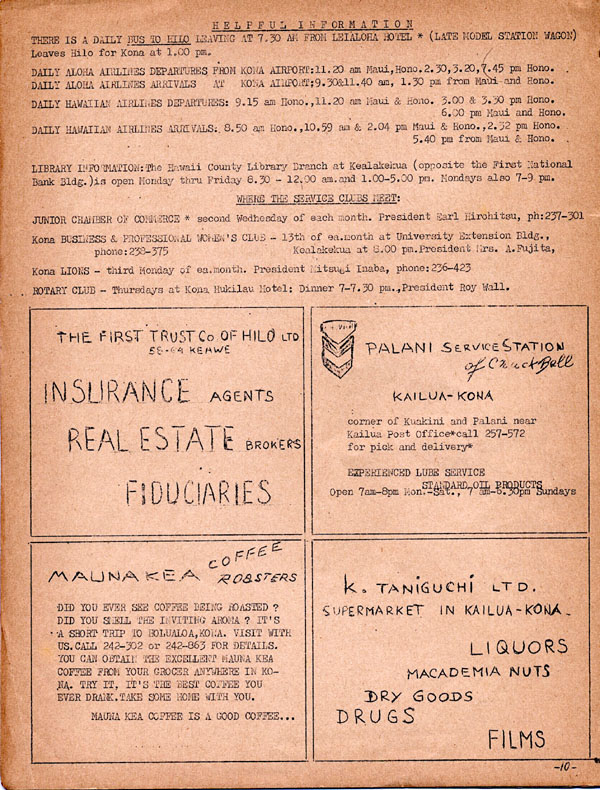 HELPFUL INFORMATION
THERE IS A DAILY BUS TO HILO LEAVING AT 7.30 AM FROM LEIALOHA HOTEL * (LATE MODEL STATION WAGON)
Leaves Hilo for Kona at 1.00 pm.
DAILY ALOHA AIRLINES DEPARTURES FROM KONA AIRPORT:11.20 am Maui,Hono.2.30,3.20,7.45 pm Hono.
DAILY ALOHA AIRLINES ARRIVALS AT KONA AIRPORT;9.30&11.40 am, 1.30 pm from Maui and Hono.
DAILY HAWAIIAN AIRLINES DEPARTURES: 9.15 am Hono.,11.20 am Maui & Hono. 3.00 & 3.30 pm Hono.
6.00 pm Maui and Hono.
DAILY HAWAIIAN AIRLINES ARRIVALS: 8.50 am Hono.,10.59 am & 2.04 pm Maui & Hono.,2.32 pm Hono.
5.40 pm from Maui & Hono.
LIBRARY INFORMATION:The Hawaii County Library Branch at Kealakekua (opposite the First National
Bank Bldg.)is open Monday thru Friday 8.30 - 12.00 am.and 1.00-5.00 pm. Mondays also 7-9 pm.
WHERE THE SERVICE CLUBS MEET:
JUNIOR CHAMBER OF COMMERCE * second Wednesday of each month. President Earl Hirohitsu, ph:237-301
Kona BUSINESS & PROFESSIONAL WOMEN'S CLUB - 13th of ea.month at University Extension Bldg.,
phone:238-375 Kealakekua at 8.00 pm.President Mrs. A.Fujita,
Kona LIONS - third Monday of ea.month. President Mitsugi Inaba, phone:236-423
ROTARY CLUB - Thursdays at Kona Hukilau Motel: Dinner 7-7.30 pm.,President Roy Wall.
THE FIRST TRUST Co OF HILO LTD
58-64 KEAWE
INSURANCE AGENTS
REAL ESTATE BROKERS
FIDUCIARIES
PALANI SERVICE STATION
of Chuck Ball
KAILUA-KONA
corner of Kuakini and Palani near
Kailua Post Office*call 257-572
for pick and delivery*
EXPERIENCED LUBE SERVICE
STANDARD OIL PRODUCTS
Open 7am-8pm Mon.-Sat., 7 am-6.30pm Sundays
MAUNA KEA COFFEE
ROASTERS
DID YOU EVER SEE COFFEE BEING ROASTED ?
DID YOU SMELL THE INVITING AROMA ? IT'S
A SHORT TRIP TO HOLUALOA,KONA. VISIT WITH
US.CALL 242-302 or 242-863 FOR DETAILS.
YOU CAN OBTAIN THE EXCELLENT MAUNA KEA
COFFEE FROM YOUR GROCER ANYWHERE IN KO-
NA. TRY IT, IT'S THE BEST COFFEE YOU
EVER DRANK.TAKE SOME HOME WITH YOU.
MAUNA KEA COFFEE IS A GOOD COFFEE...
K. TANIGUCHI LTD.
SUPERMARKET IN KAILUA-KONA
LIQUORS
MACADEMIA NUTS
DRY GOODS
DRUGS
FILMS
-10-